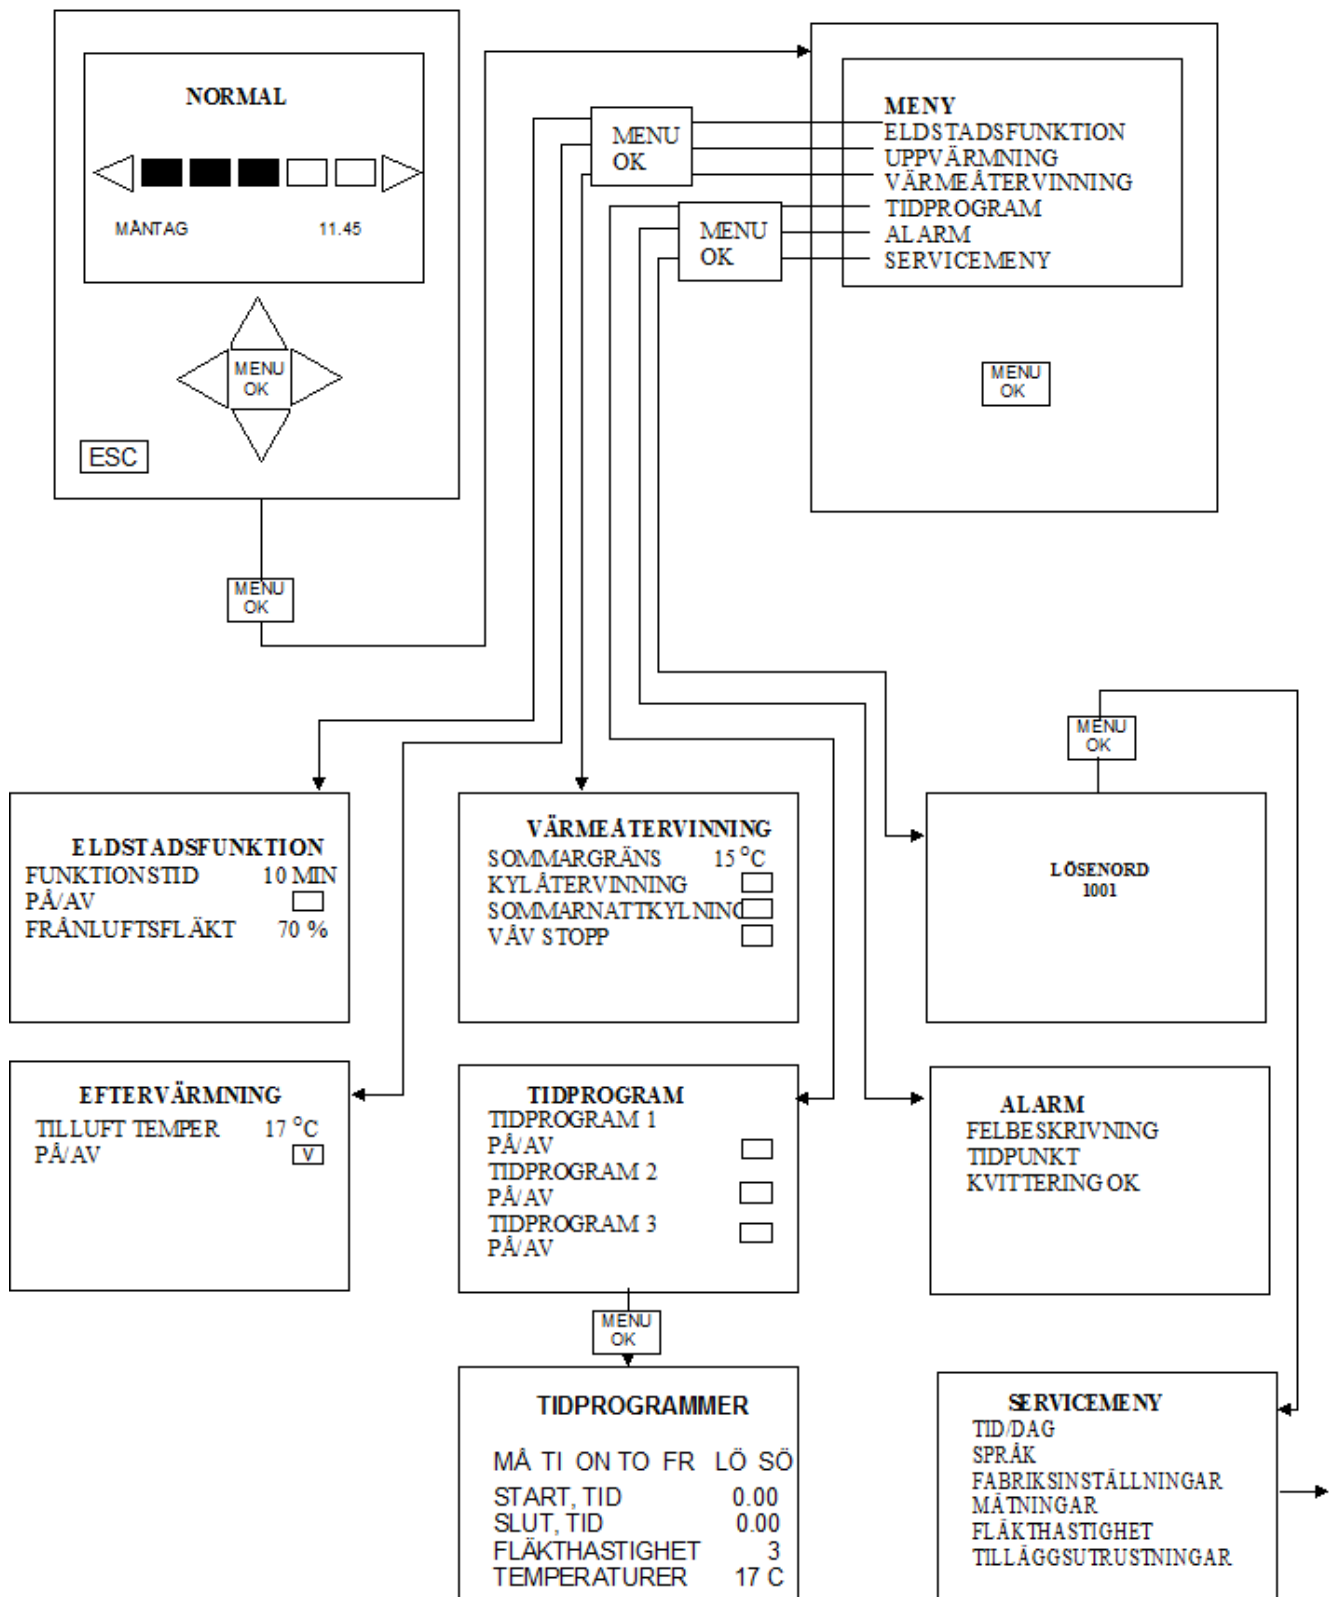 NORMAL
MÅNTAG 11.45
MENU
OK
ESC
MENU
OK
MENU
OK
MENU
OK
MENY
ELDSTADSFUNKTION
UPPVÄRMNING
VÄRMEÅTERVINNING
TIDPROGRAM
ALARM
SERVICEMENY
MENU
OK
MENU
OK
ELDSTADSFUNKTION
FUNKTIONSTID 10 MIN
PÅ/AV
FRÅNLUFTSFLÄKT 70 %
VÄRMEÅTERVINNING
SOMMARGRÄNS 15 °C
KYLÅTERVINNING
SOMMARNATTKYLNING
VÅV STOPP
LÖSENORD
1001
EFTERVÄRMNING
TILLUFT TEMPER 17 °C
PÅ/AV V
TIDPROGRAM
TIDPROGRAM 1
PÅ/AV
TIDPROGRAM 2
PÅ/AV
TIDPROGRAM 3
PÅ/AV
ALARM
FELBESKRIVNING
TIDPUNKT
KVITTERING OK
MENU
OK
TIDPROGRAMMER
MÅ TI ON TO FR LÖ SÖ
START, TID 0.00
SLUT, TID 0.00
FLÄKTHASTIGHET 3
TEMPERATURER 17 C
SERVICEMENY
TID/DAG
SPRÅK
FABRIKSINSTÄLLNINGAR
MÄTNINGAR
FLÄKTHASTIGHET
TILLÄGGSUTRUSTNINGAR